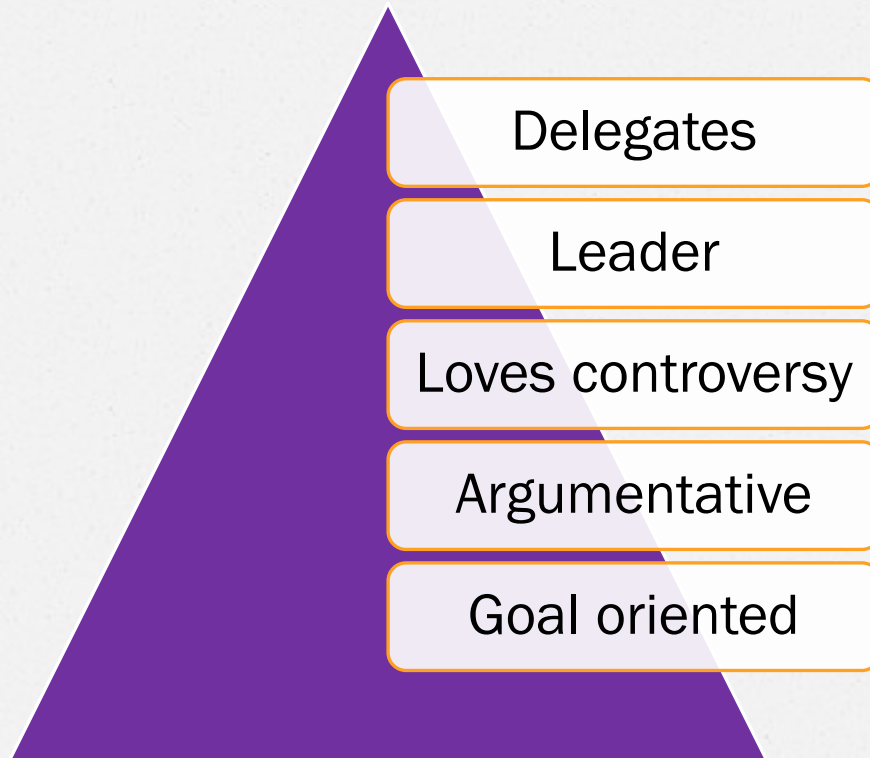 Delegates
Leader
Loves controversy
Argumentative
Goal oriented